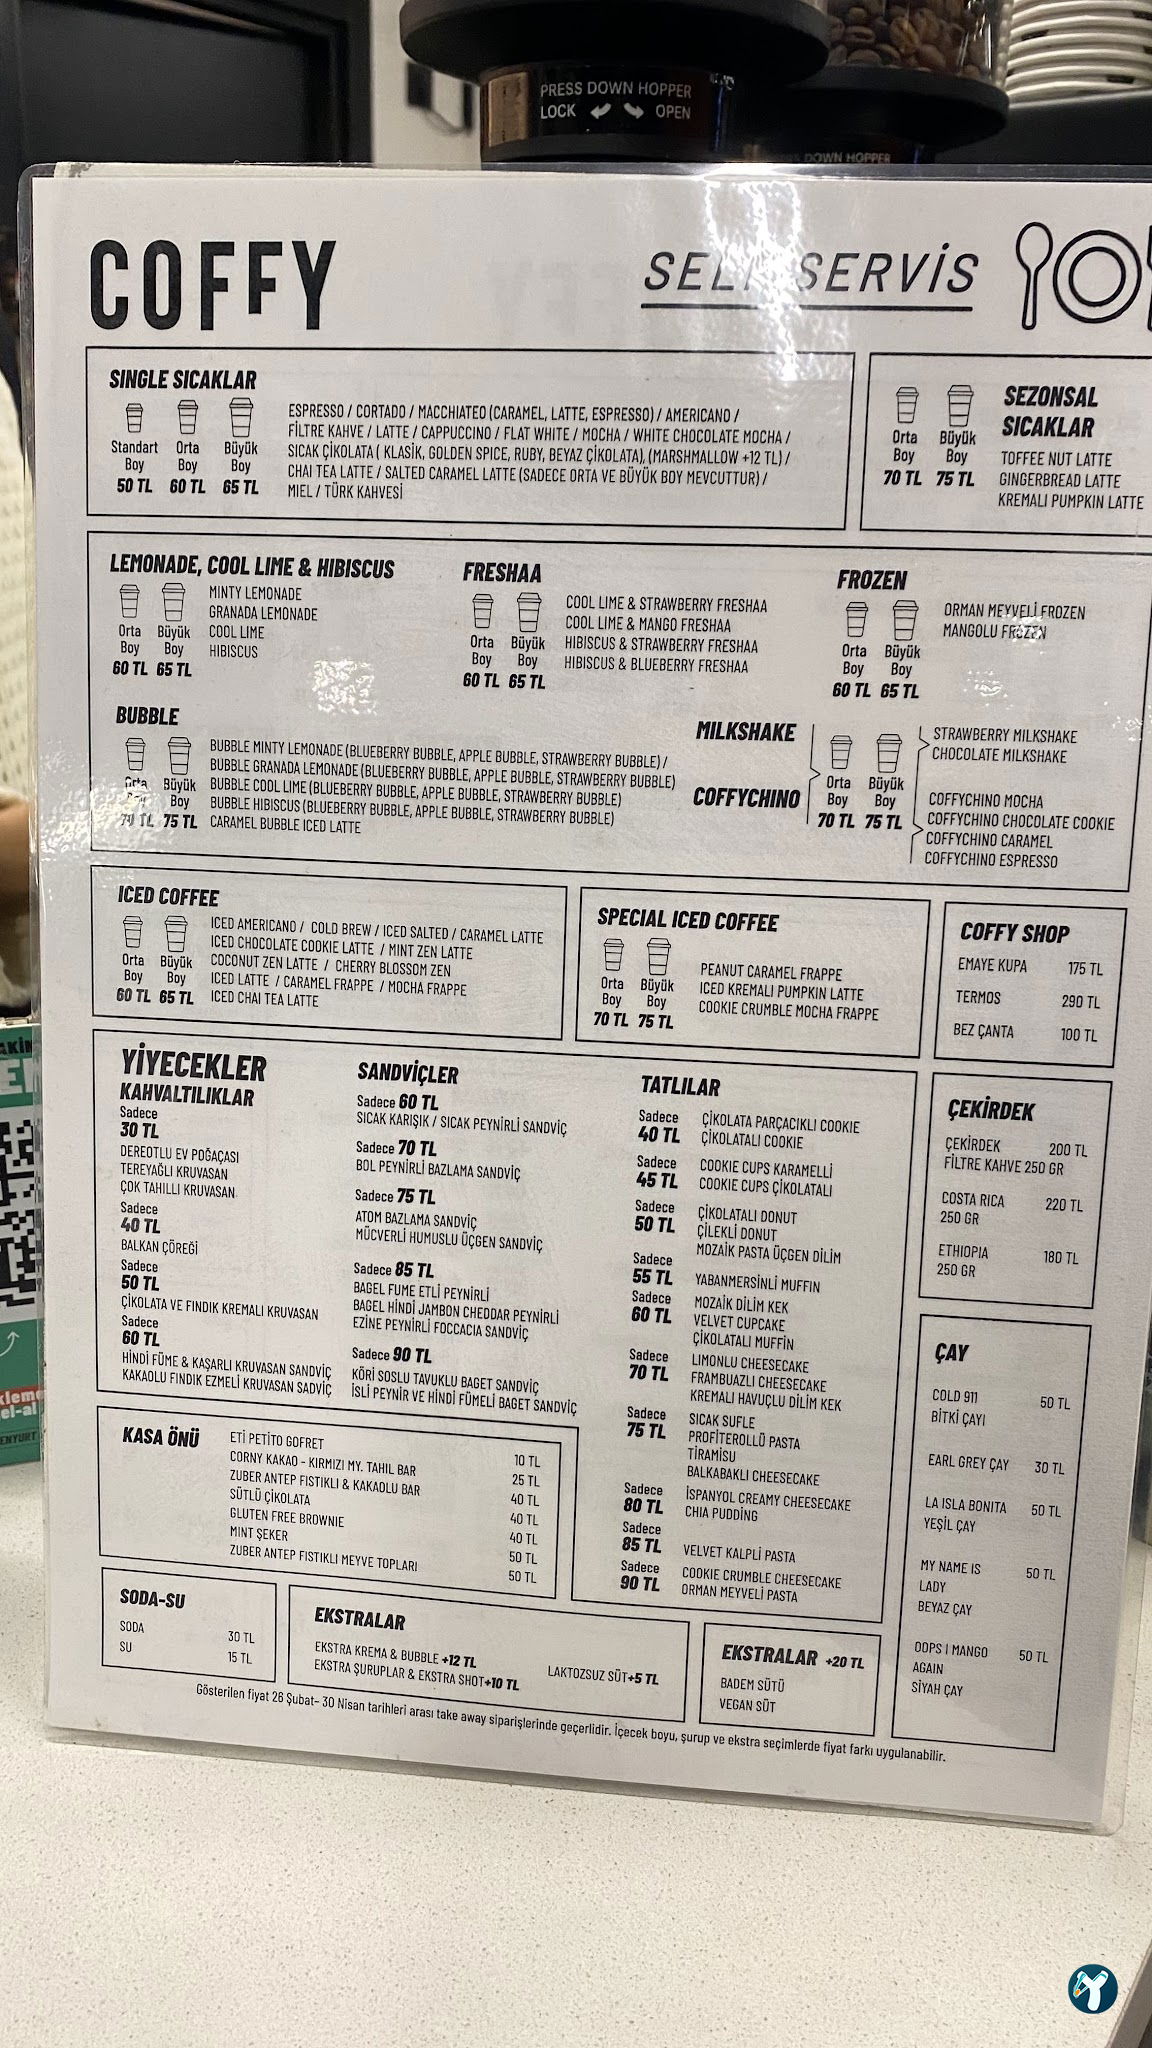 PRESS DOWN HOPPER
LOCK OPEN
DOWN HOPPER
COFFY
SERVİS
SINGLE SICAKLAR
Standart Boy 50 TL
Orta Boy 60 TL
Büyük Boy 65 TL
ESPRESSO / CORTADO / MACCHIATEO (CARAMEL, LATTE, ESPRESSO) / AMERICANO /
FİLTRE KAHVE / LATTE / CAPPUCCINO / FLAT WHITE / MOCHA / WHITE CHOCOLATE MOCHA /
SICAK ÇİKOLATA ( KLASİK, GOLDEN SPICE, RUBY, BEYAZ ÇİKOLATA), (MARSHMALLOW +12 TL) /
CHAI TEA LATTE / SALTED CARAMEL LATTE (SADECE ORTA VE BÜYÜK BOY MEVCUTTUR) /
MIEL / TÜRK KAHVESİ
Orta Boy 70 TL
Büyük Boy 75 TL
SEZONSAL
SICAKLAR
TOFFEE NUT LATTE
GINGERBREAD LATTE
KREMALI PUMPKIN LATTE
LEMONADE, COOL LIME & HIBISCUS
Orta Boy 60 TL
Büyük Boy 65 TL
MINTY LEMONADE
GRANADA LEMONADE
COOL LIME
HIBISCUS
FRESHAA
Orta Boy 60 TL
Büyük Boy 65 TL
COOL LIME & STRAWBERRY FRESHAA
COOL LIME & MANGO FRESHAA
HIBISCUS & STRAWBERRY FRESHAA
HIBISCUS & BLUEBERRY FRESHAA
FROZEN
Orta Boy 60 TL
Büyük Boy 65 TL
ORMAN MEYVELİ FROZEN
MANGOLU FROZEN
BUBBLE
Orta Boy 70 TL
Büyük Boy 75 TL
BUBBLE MINTY LEMONADE (BLUEBERRY BUBBLE, APPLE BUBBLE, STRAWBERRY BUBBLE) /
BUBBLE GRANADA LEMONADE (BLUEBERRY BUBBLE, APPLE BUBBLE, STRAWBERRY BUBBLE)
BUBBLE COOL LIME (BLUEBERRY BUBBLE, APPLE BUBBLE, STRAWBERRY BUBBLE)
BUBBLE HIBISCUS (BLUEBERRY BUBBLE, APPLE BUBBLE, STRAWBERRY BUBBLE)
CARAMEL BUBBLE ICED LATTE
MILKSHAKE
COFFYCHINO
Orta Boy 70 TL
Büyük Boy 75 TL
STRAWBERRY MILKSHAKE
CHOCOLATE MILKSHAKE
COFFYCHINO MOCHA
COFFYCHINO CHOCOLATE COOKIE
COFFYCHINO CARAMEL
COFFYCHINO ESPRESSO
ICED COFFEE
Orta Boy 60 TL
Büyük Boy 65 TL
ICED AMERICANO / COLD BREW / ICED SALTED / CARAMEL LATTE
ICED CHOCOLATE COOKIE LATTE / MINT ZEN LATTE
COCONUT ZEN LATTE / CHERRY BLOSSOM ZEN
ICED LATTE / CARAMEL FRAPPE / MOCHA FRAPPE
ICED CHAI TEA LATTE
SPECIAL ICED COFFEE
Orta Boy 70 TL
Büyük Boy 75 TL
PEANUT CARAMEL FRAPPE
ICED KREMALI PUMPKIN LATTE
COOKIE CRUMBLE MOCHA FRAPPE
COFFY SHOP
EMAYE KUPA 175 TL
TERMOS 290 TL
BEZ ÇANTA 100 TL
YİYECEKLER
KAHVALTILIKLAR
Sadece
30 TL
DEREOTLU EV POĞAÇASI
TEREYAĞLI KRUVASAN
ÇOK TAHILLI KRUVASAN
Sadece
40 TL
BALKAN ÇÖREĞİ
Sadece
50 TL
ÇİKOLATA VE FINDIK KREMALI KRUVASAN
Sadece
60 TL
HİNDİ FÜME & KAŞARLI KRUVASAN SANDVİÇ
KAKAOLU FINDIK EZMELİ KRUVASAN SADVİÇ
SANDVİÇLER
Sadece 60 TL
SICAK KARIŞIK / SICAK PEYNİRLİ SANDVİÇ
Sadece 70 TL
BOL PEYNİRLİ BAZLAMA SANDVİÇ
Sadece 75 TL
ATOM BAZLAMA SANDVİÇ
MÜCVERLİ HUMUSLU ÜÇGEN SANDVİÇ
Sadece 85 TL
BAGEL FUME ETLİ PEYNİRLİ
BAGEL HİNDİ JAMBON CHEDDAR PEYNİRLİ
EZİNE PEYNİRLİ FOCCACIA SANDVİÇ
Sadece 90 TL
KÖRİ SOSLU TAVUKLU BAGET SANDVİÇ
İSLİ PEYNİR VE HİNDİ FÜMELİ BAGET SANDVİÇ
TATLILAR
Sadece
40 TL
ÇİKOLATA PARÇACIKLI COOKIE
ÇİKOLATALI COOKIE
Sadece
45 TL
COOKIE CUPS KARAMELLİ
COOKIE CUPS ÇİKOLATALI
Sadece
50 TL
ÇİKOLATALI DONUT
ÇİLEKLİ DONUT
MOZAİK PASTA ÜÇGEN DİLİM
Sadece
55 TL
YABANMERSİNLİ MUFFIN
Sadece
60 TL
MOZAİK DİLİM KEK
VELVET CUPCAKE
ÇİKOLATALI MUFFİN
Sadece
70 TL
LIMONLU CHEESECAKE
FRAMBUAZLI CHEESECAKE
KREMALI HAVUÇLU DİLİM KEK
Sadece
75 TL
SICAK SUFLE
PROFİTEROLLÜ PASTA
TİRAMİSU
BALKABAKLI CHEESECAKE
Sadece
80 TL
İSPANYOL CREAMY CHEESECAKE
CHIA PUDDİNG
Sadece
85 TL
VELVET KALPLİ PASTA
Sadece
90 TL
COOKIE CRUMBLE CHEESECAKE
ORMAN MEYVELİ PASTA
ÇEKİRDEK
ÇEKİRDEK 200 TL
FİLTRE KAHVE 250 GR
COSTA RICA 220 TL
250 GR
ETHIOPIA 180 TL
250 GR
ÇAY
COLD 911 50 TL
BİTKİ ÇAYI
EARL GREY ÇAY 30 TL
LA ISLA BONITA 50 TL
YEŞİL ÇAY
MY NAME IS 50 TL
LADY
BEYAZ ÇAY
OOPS I MANGO 50 TL
AGAIN
SİYAH ÇAY
KASA ÖNÜ
ETİ PETİTO GOFRET 10 TL
CORNY KAKAO - KIRMIZI MY. TAHIL BAR 25 TL
ZUBER ANTEP FISTIKLI & KAKAOLU BAR 40 TL
SÜTLÜ ÇİKOLATA 40 TL
GLUTEN FREE BROWNIE 40 TL
MINT ŞEKER 50 TL
ZUBER ANTEP FISTIKLI MEYVE TOPLARI 50 TL
SODA-SU
SODA 30 TL
SU 15 TL
EKSTRALAR
EKSTRA KREMA & BUBBLE +12 TL
EKSTRA ŞURUPLAR & EKSTRA SHOT+10 TL
LAKTOZSUZ SÜT+5 TL
EKSTRALAR +20 TL
BADEM SÜTÜ
VEGAN SÜT
Gösterilen fiyat 26 Şubat- 30 Nisan tarihleri arası take away siparişlerinde geçerlidir. İçecek boyu, şurup ve ekstra seçimlerde fiyat farkı uygulanabilir.